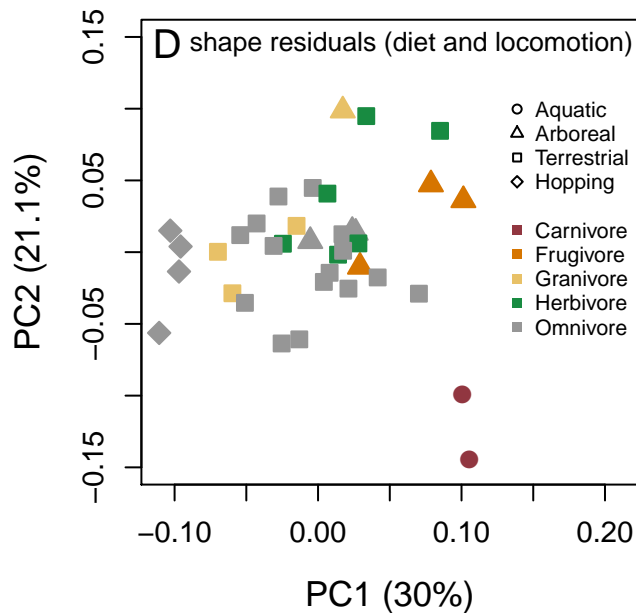 D shape residuals (diet and locomotion)
PC2 (21.1%)
0.15
0.05
−0.05
−0.15
Aquatic
Arboreal
Terrestrial
Hopping
Carnivore
Frugivore
Granivore
Herbivore
Omnivore
−0.10
0.00
0.10
0.20
PC1 (30%)